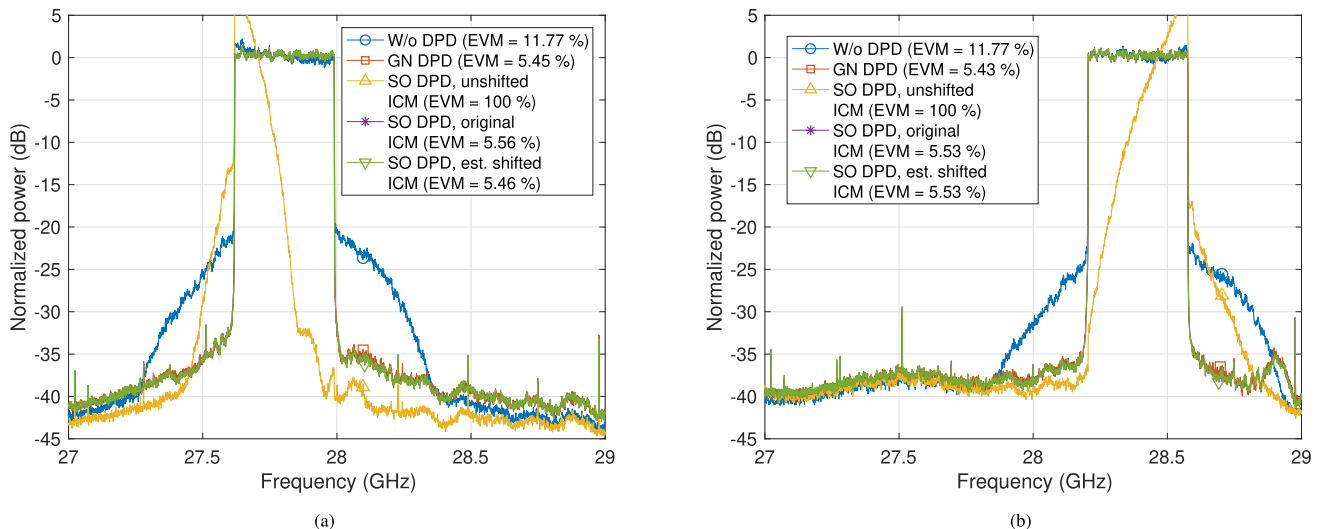 5
0
-5
-10
-15
-20
-25
-30
-35
-40
-45
Normalized power (dB)
W/o DPD (EVM = 11.77 %)
GN DPD (EVM = 5.45 %)
SO DPD, unshifted
ICM (EVM = 100 %)
SO DPD, original
ICM (EVM = 5.56 %)
SO DPD, est. shifted
ICM (EVM = 5.46 %)
27 27.5 28 28.5 29
Frequency (GHz)
(a)
5
0
-5
-10
-15
-20
-25
-30
-35
-40
-45
Normalized power (dB)
W/o DPD (EVM = 11.77 %)
GN DPD (EVM = 5.43 %)
SO DPD, unshifted
ICM (EVM = 100 %)
SO DPD, original
ICM (EVM = 5.53 %)
SO DPD, est. shifted
ICM (EVM = 5.53 %)
27 27.5 28 28.5 29
Frequency (GHz)
(b)